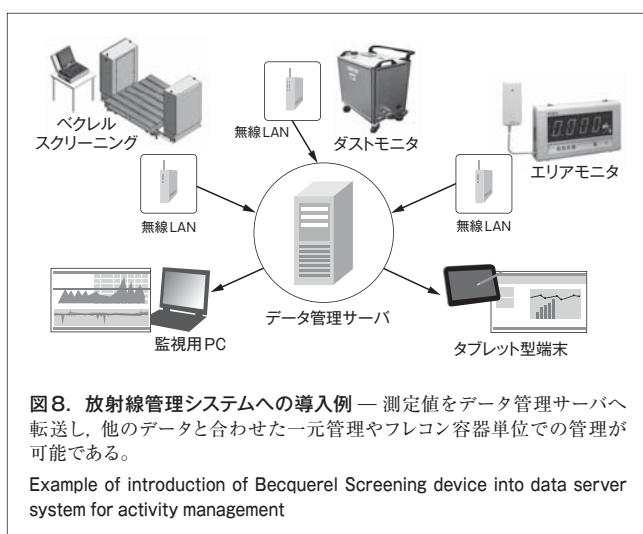 ベクレル
スクリーニング
無線LAN
ダストモニタ
エリアモニタ
無線LAN
無線LAN
データ管理サーバ
監視用PC
タブレット型端末
図8. 放射線管理システムへの導入例 — 測定値をデータ管理サーバへ
転送し,他のデータと合わせた一元管理やフレコン容器単位での管理が
可能である。
Example of introduction of Becquerel Screening device into data server
system for activity management